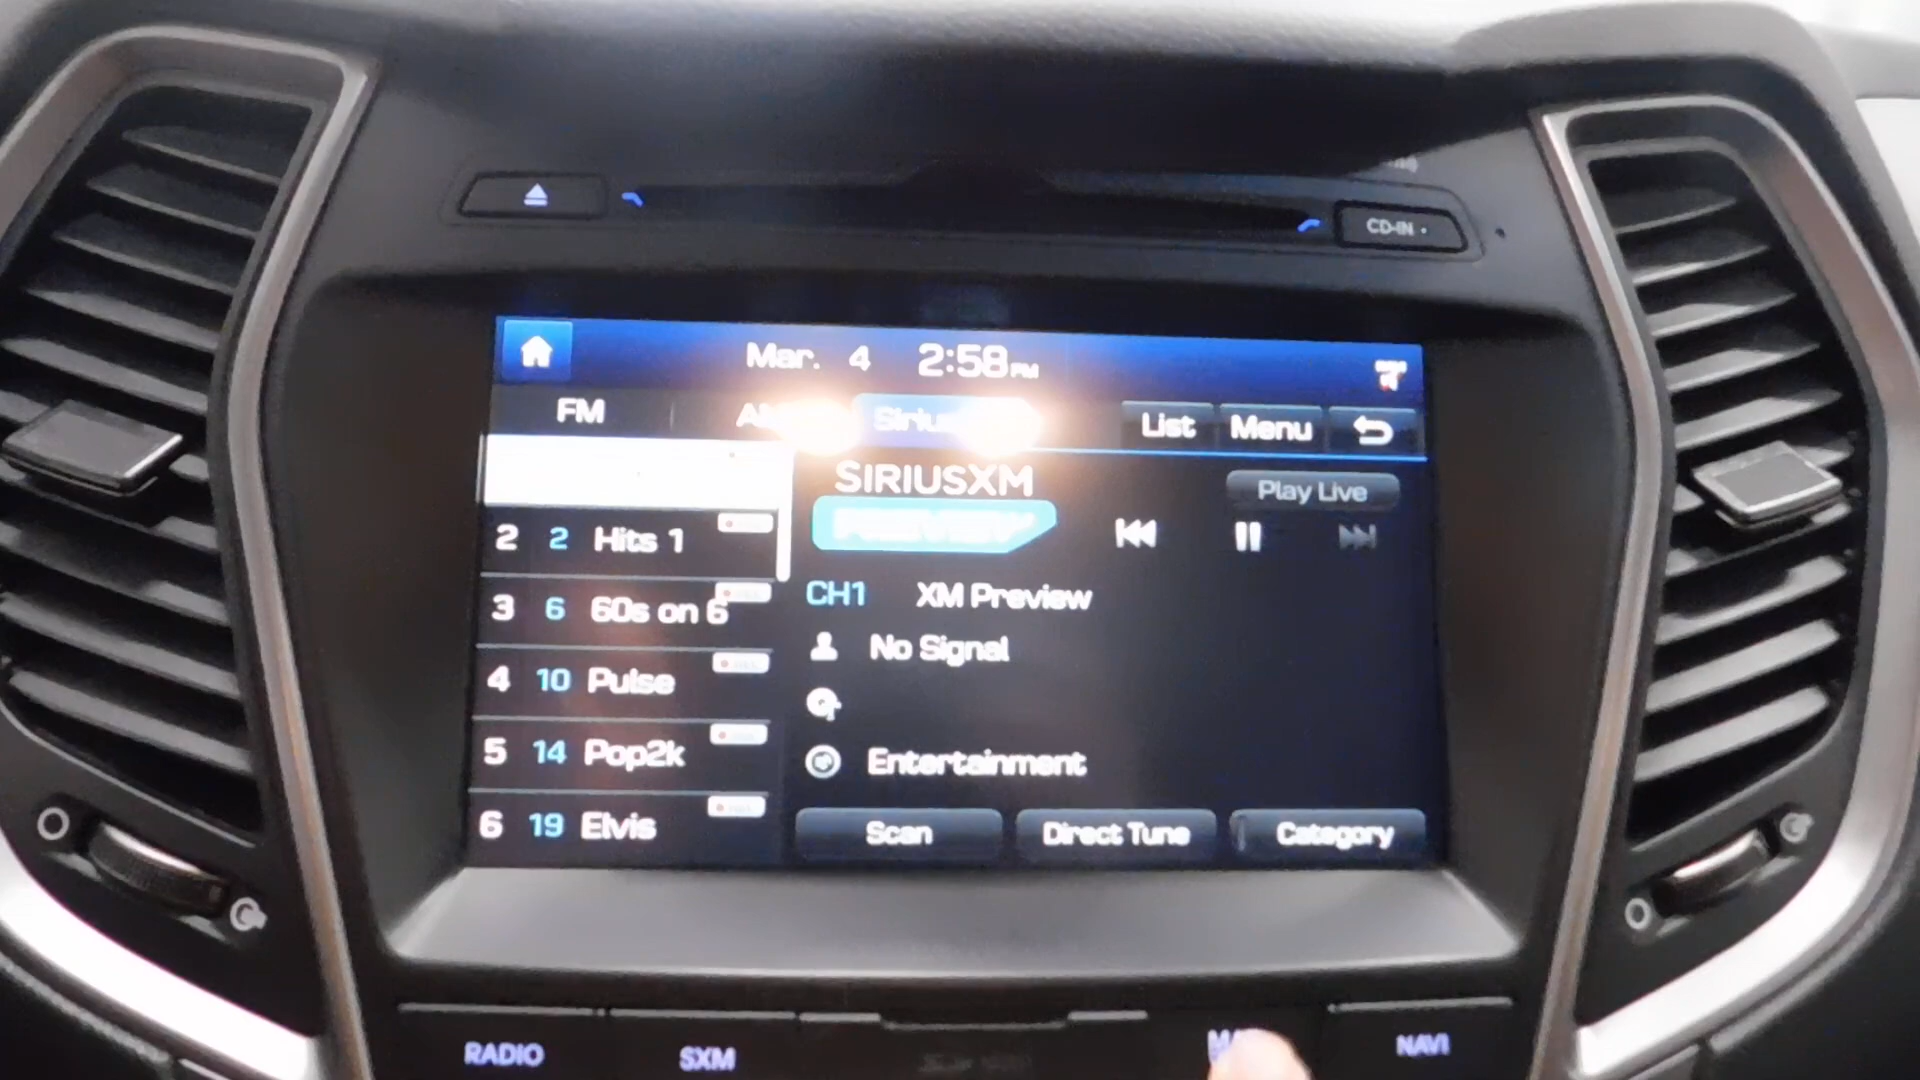 CD-IN
Mar. 4 2:58 PM
FM
List
Menu
SIRIUSXM
Play Live
2 2 Hits 1
3 6 60s on 6
4 10 Pulse
5 14 Pop2k
6 19 Elvis
CH1 XM Preview
No Signal
Entertainment
Scan
Direct Tune
Category
RADIO
SXM
NAVI